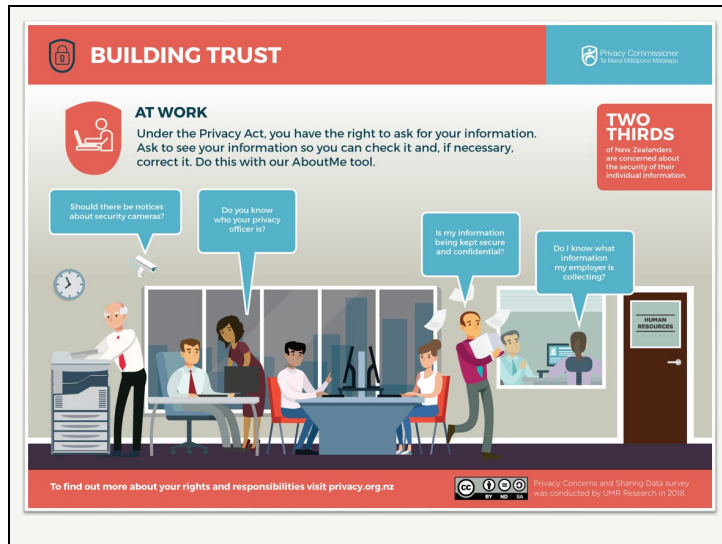 BUILDING TRUST
Privacy Commissioner
Te Mana Mātāpono Matatapu
AT WORK
Under the Privacy Act, you have the right to ask for your information.
Ask to see your information so you can check it and, if necessary,
correct it. Do this with our AboutMe tool.
TWO
THIRDS
of New Zealanders
are concerned about
the security of their
individual information.
Should there be notices
about security cameras?
Do you know
who your privacy
officer is?
Is my information
being kept secure
and confidential?
Do I know what
information
my employer is
collecting?
HUMAN
RESOURCES
To find out more about your rights and responsibilities visit privacy.org.nz
cc
BY ND SA
Privacy Concerns and Sharing Data survey
was conducted by UMR Research in 2018.